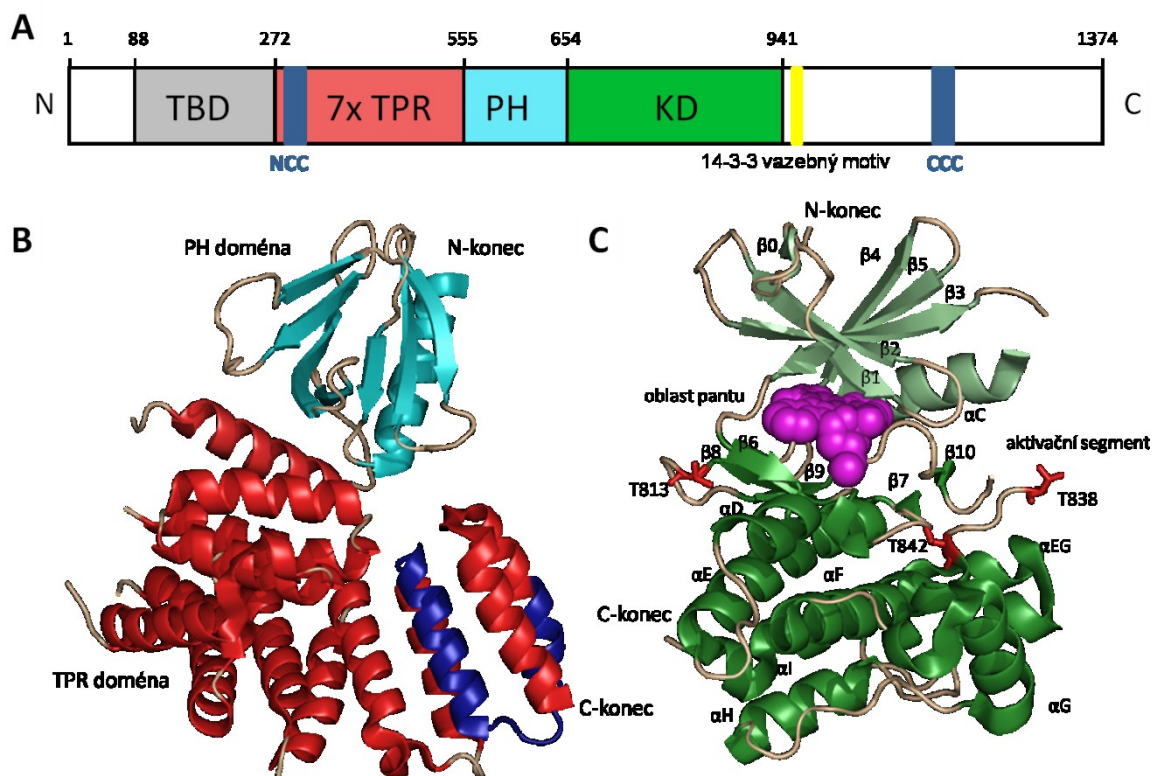 A
1 88 272 555 654 941 1374
N TBD 7x TPR PH KD C
NCC 14-3-3 vazebný motiv CCC
B
PH doména N-konec
TPR doména
C-konec
C
N-konec
β0 β4
β5
β3
β2
β1
oblast pantu
αC
β6 β10
β8 aktivační segment
β9
T813 β7
T838
αD
T842
αEG
αE αF
C-konec
αI
αH αG